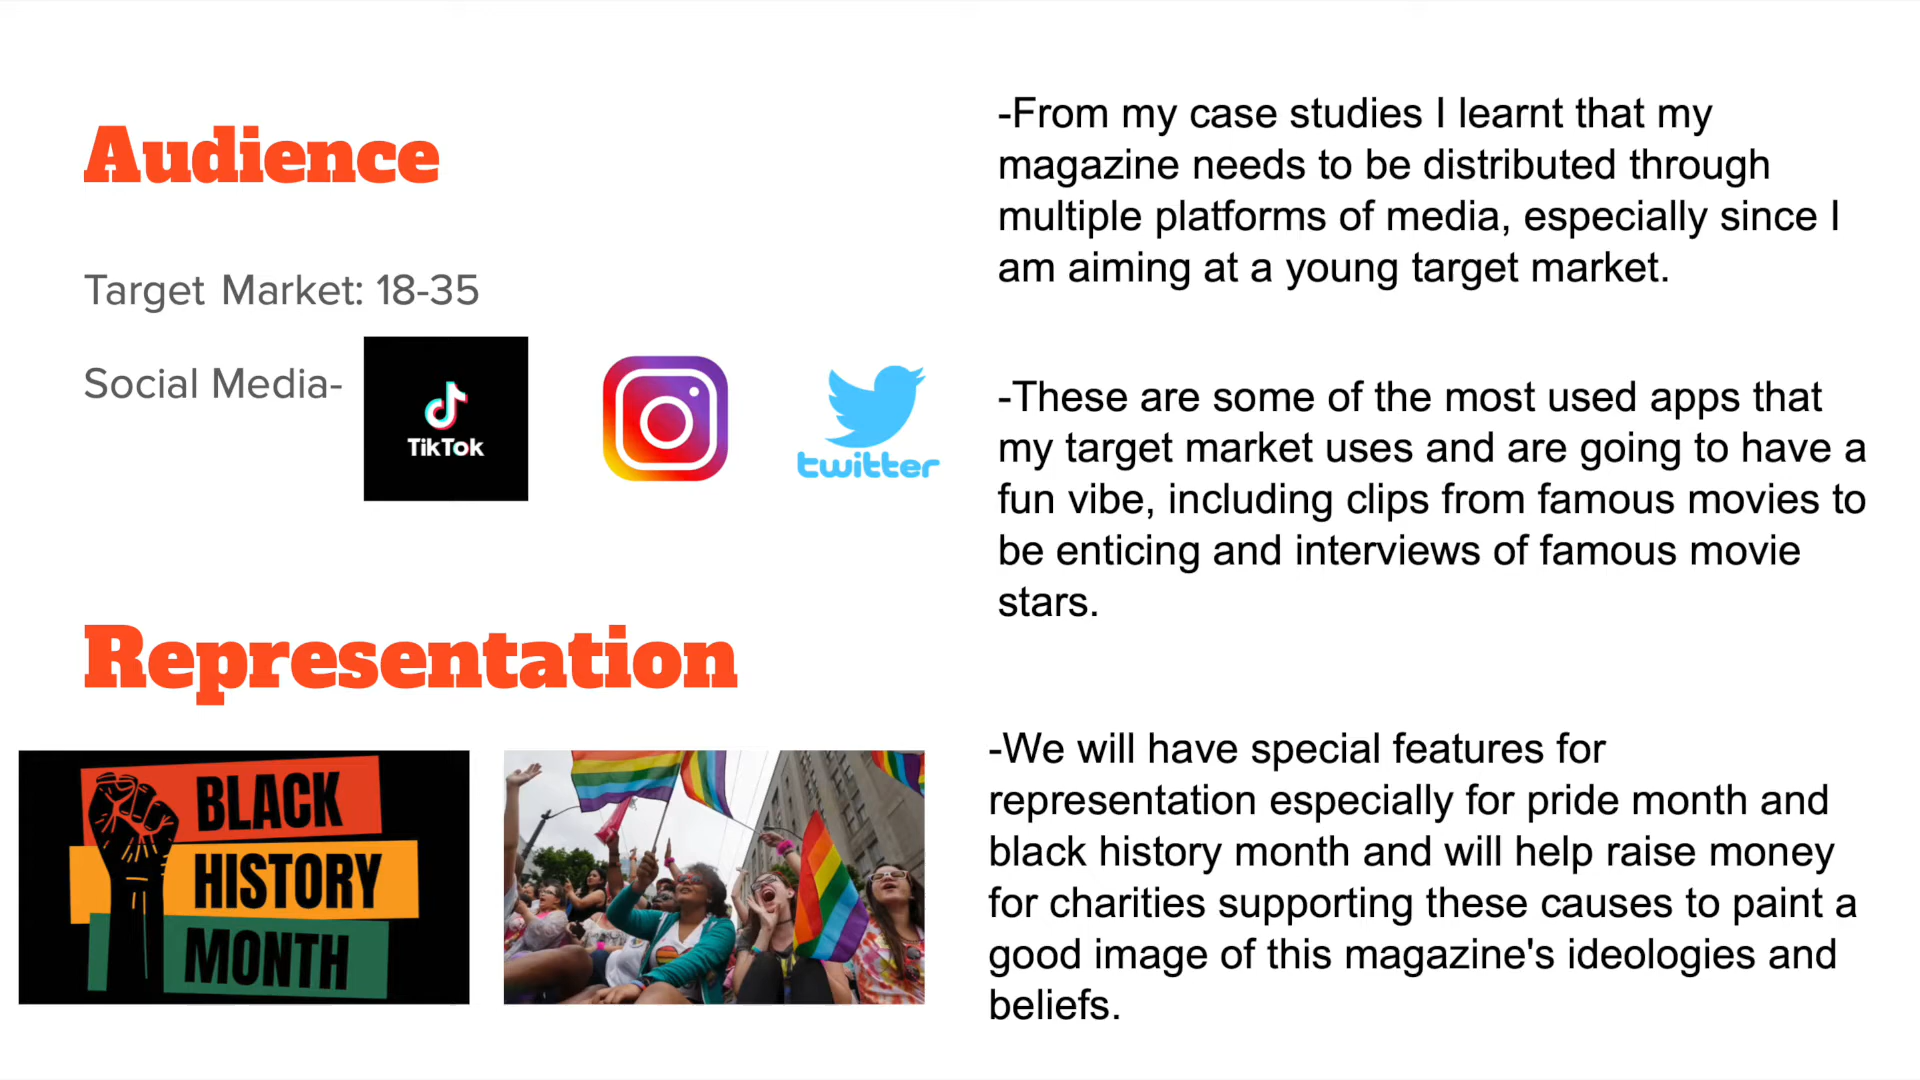 Audience
Target Market: 18-35
Social Media-
TikTok
twitter
-From my case studies I learnt that my
magazine needs to be distributed through
multiple platforms of media, especially since I
am aiming at a young target market.
-These are some of the most used apps that
my target market uses and are going to have a
fun vibe, including clips from famous movies to
be enticing and interviews of famous movie
stars.
Representation
BLACK
HISTORY
MONTH
-We will have special features for
representation especially for pride month and
black history month and will help raise money
for charities supporting these causes to paint a
good image of this magazine's ideologies and
beliefs.